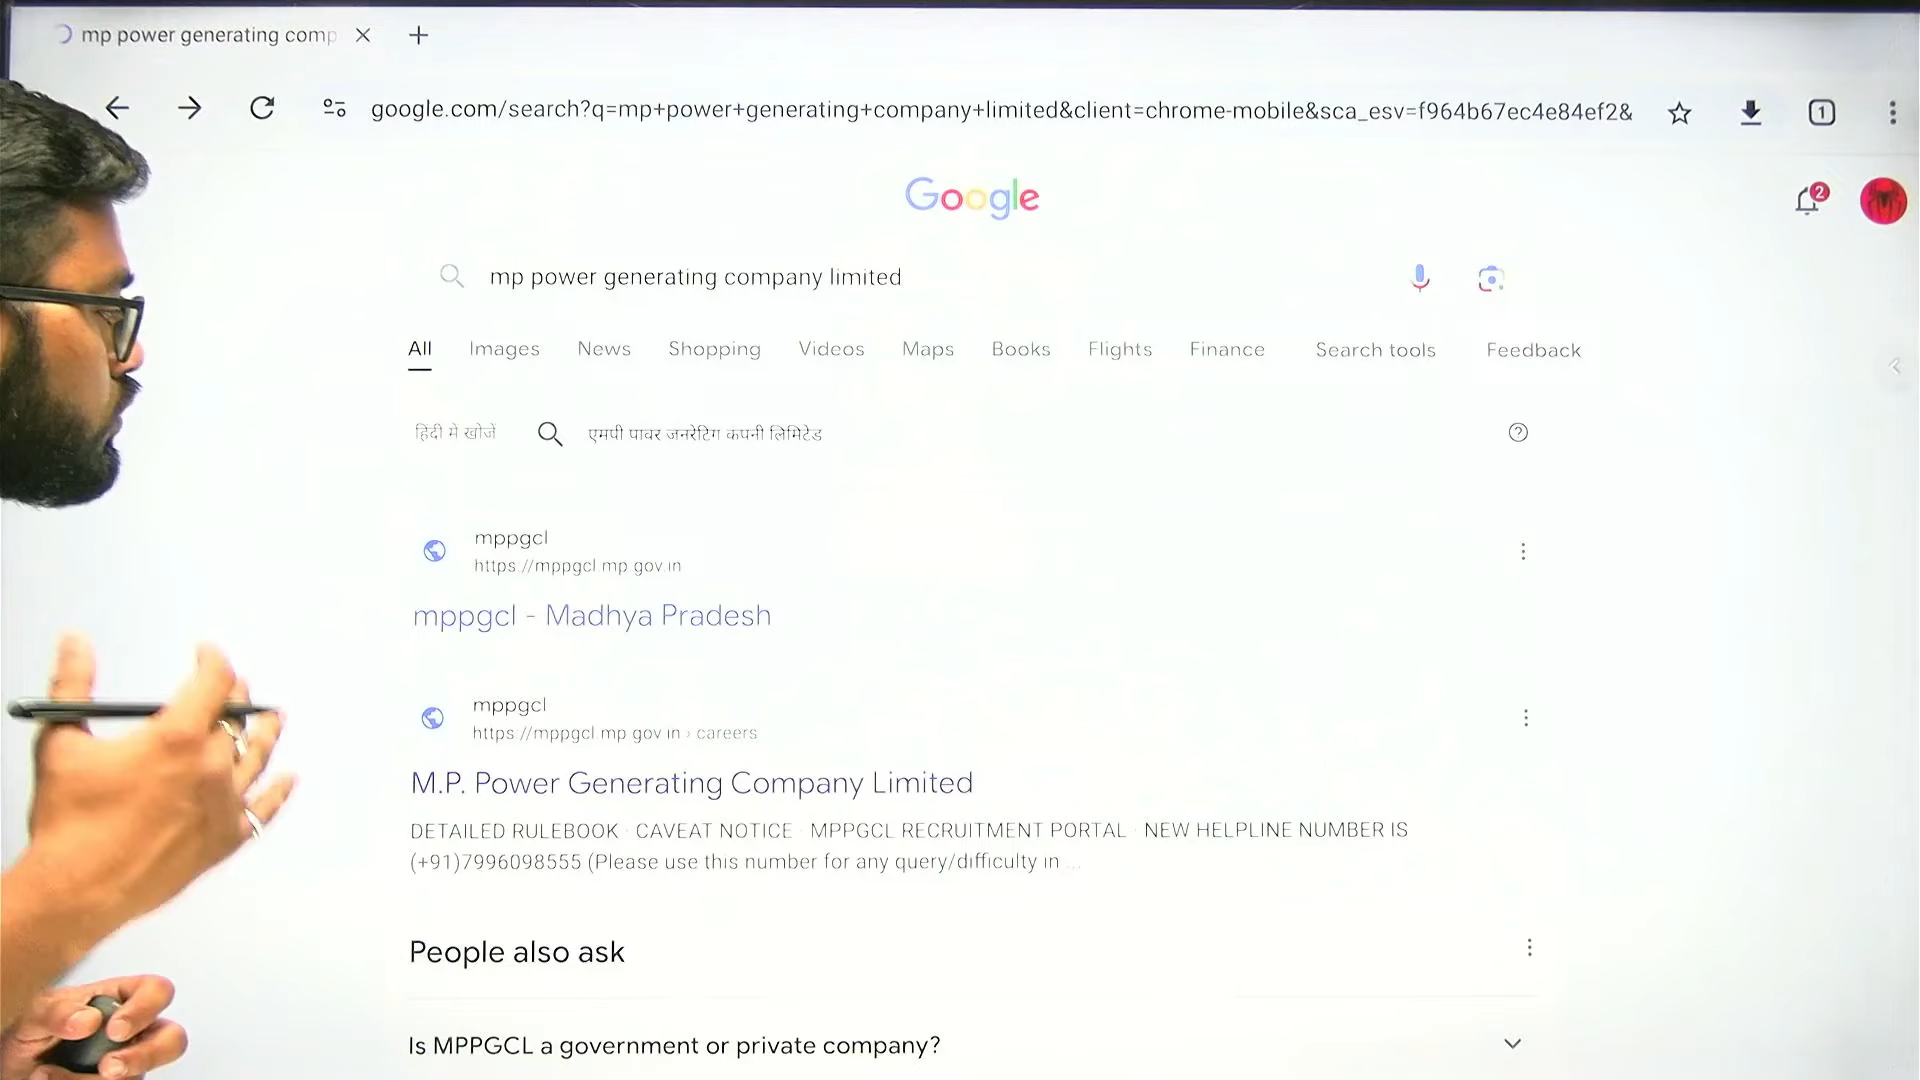 mp power generating comp
google.com/search?q=mp+power+generating+company+limited&client=chrome-mobile&sca_esv=f964b67ec4e84ef2&
1
Google
2
mp power generating company limited
All Images News Shopping Videos Maps Books Flights Finance Search tools Feedback
हिंदी में खोजें एमपी पावर जनरेटिंग कंपनी लिमिटेड
mppgcl
https://mppgcl.mp.gov.in
mppgcl - Madhya Pradesh
mppgcl
https://mppgcl.mp.gov.in › careers
M.P. Power Generating Company Limited
DETAILED RULEBOOK · CAVEAT NOTICE · MPPGCL RECRUITMENT PORTAL · NEW HELPLINE NUMBER IS
(+91)7996098555 (Please use this number for any query/difficulty in ...
People also ask
Is MPPGCL a government or private company?